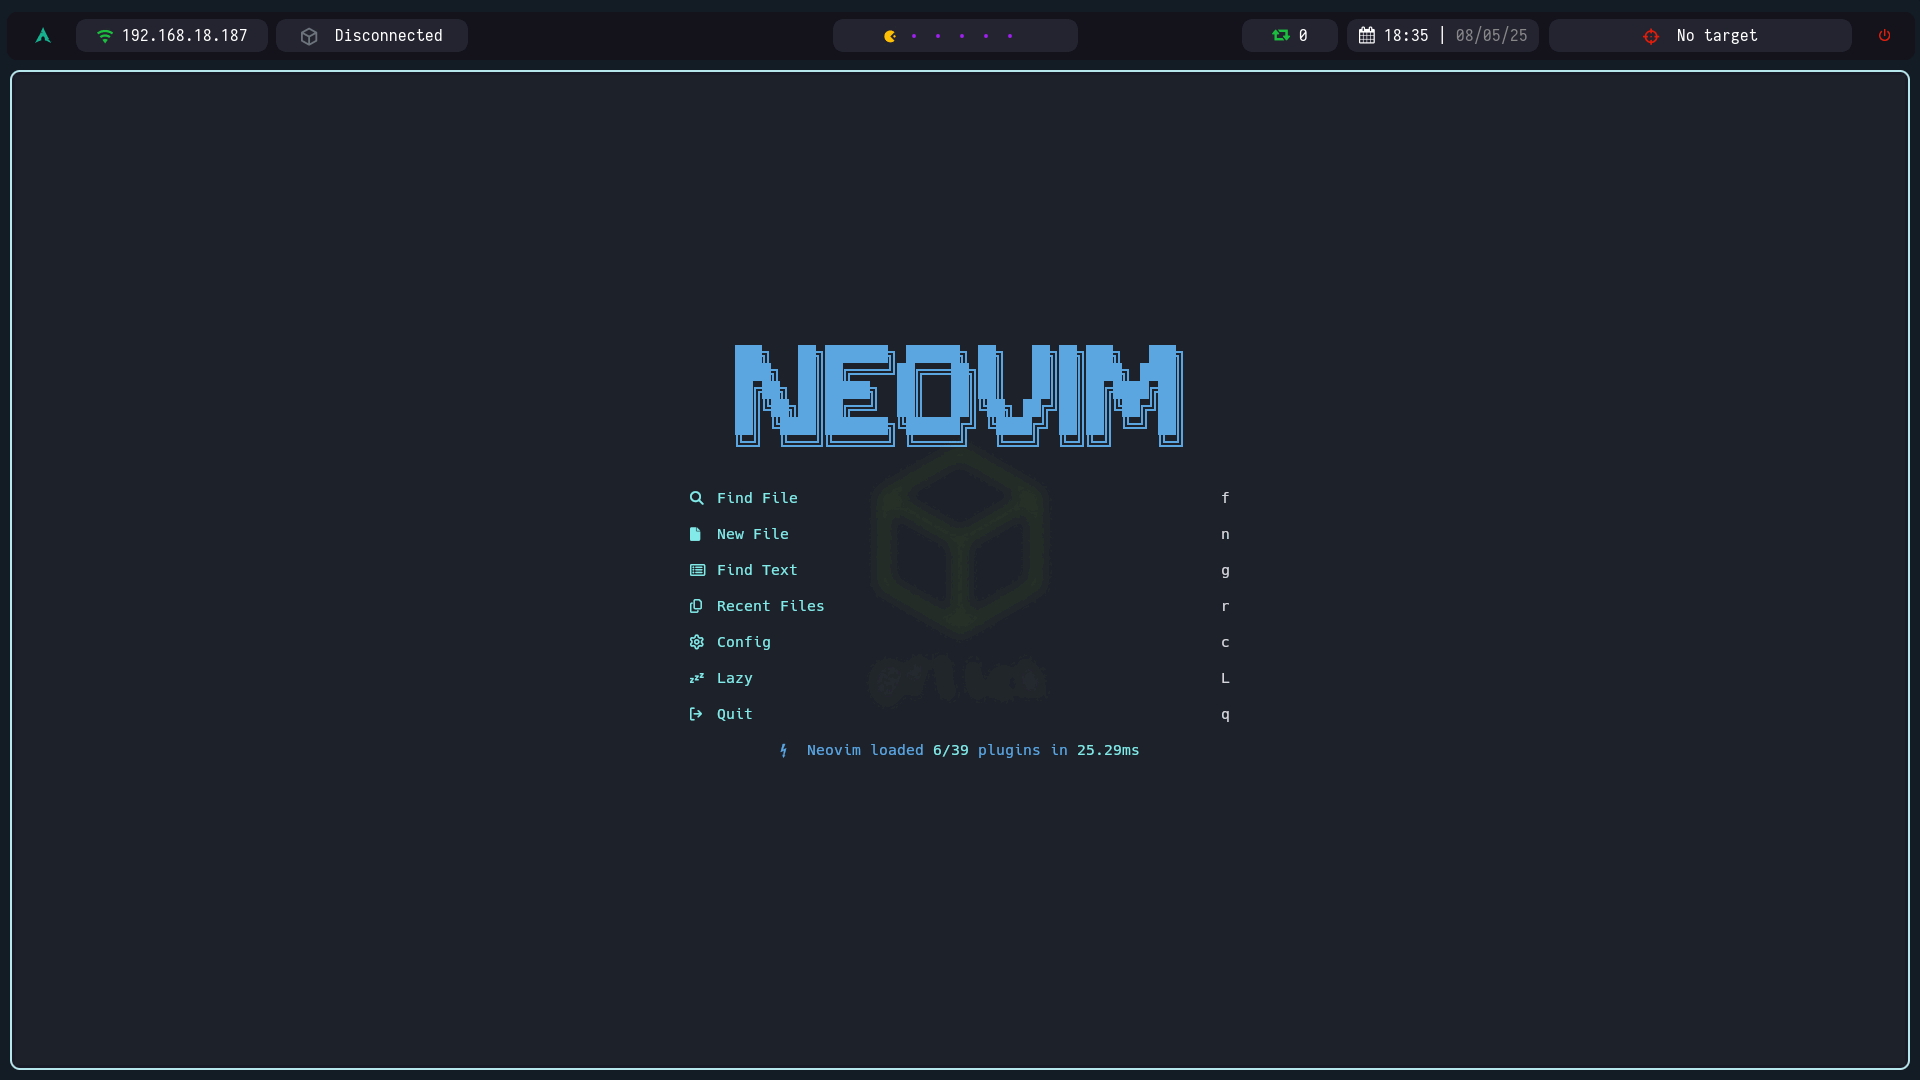 192.168.18.187
Disconnected
0
18:35 | 08/05/25
No target
NEOVIM
Find File f
New File n
Find Text g
Recent Files r
Config c
Lazy L
Quit q
Neovim loaded 6/39 plugins in 25.29ms